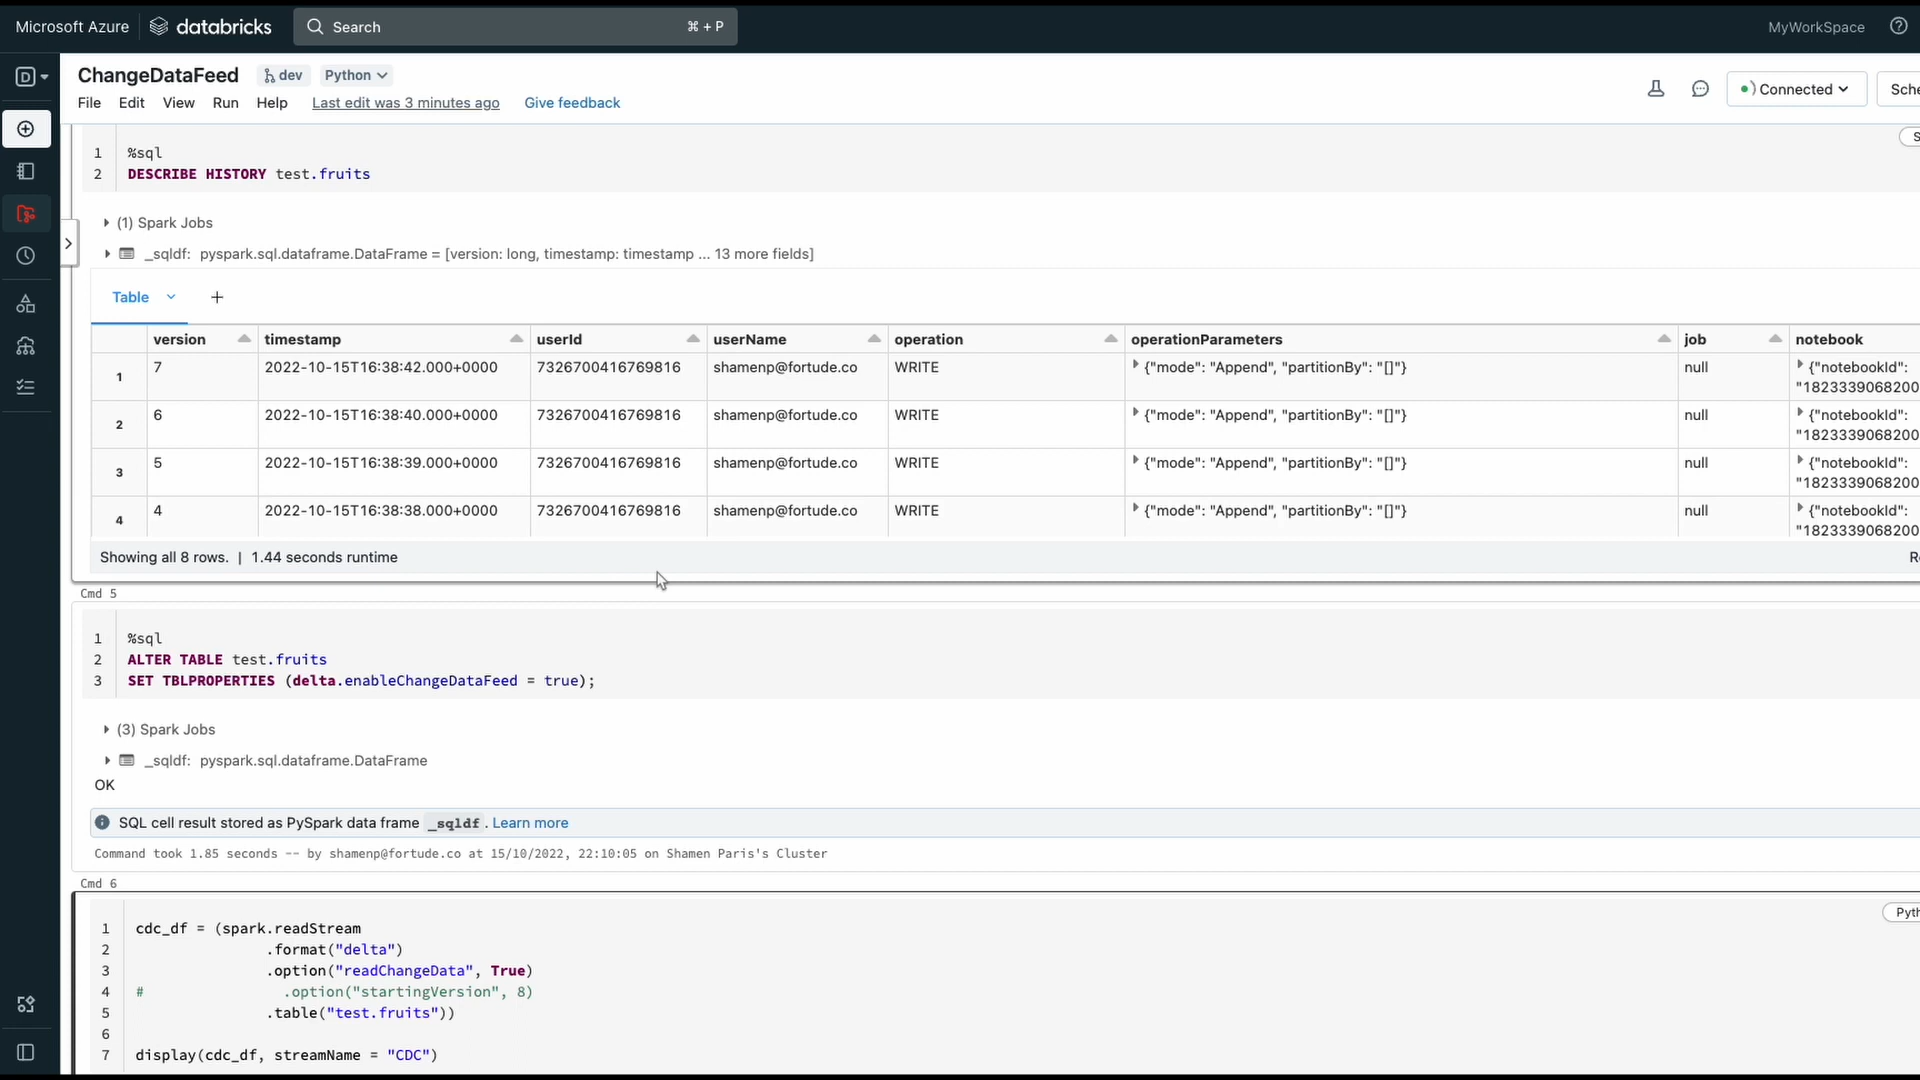 Microsoft Azure databricks Search ⌘ + P MyWorkSpace
D ChangeDataFeed dev Python
File Edit View Run Help Last edit was 3 minutes ago Give feedback Connected Sche
1 %sql
2 DESCRIBE HISTORY test.fruits
(1) Spark Jobs
_sqldf: pyspark.sql.dataframe.DataFrame = [version: long, timestamp: timestamp ... 13 more fields]
Table +
version timestamp userId userName operation operationParameters job notebook
1 7 2022-10-15T16:38:42.000+0000 7326700416769816 shamenp@fortude.co WRITE {"mode": "Append", "partitionBy": "[]"} null {"notebookId":
"1823339068200
2 6 2022-10-15T16:38:40.000+0000 7326700416769816 shamenp@fortude.co WRITE {"mode": "Append", "partitionBy": "[]"} null {"notebookId":
"1823339068200
3 5 2022-10-15T16:38:39.000+0000 7326700416769816 shamenp@fortude.co WRITE {"mode": "Append", "partitionBy": "[]"} null {"notebookId":
"1823339068200
4 4 2022-10-15T16:38:38.000+0000 7326700416769816 shamenp@fortude.co WRITE {"mode": "Append", "partitionBy": "[]"} null {"notebookId":
"1823339068200
Showing all 8 rows. | 1.44 seconds runtime
Cmd 5
1 %sql
2 ALTER TABLE test.fruits
3 SET TBLPROPERTIES (delta.enableChangeDataFeed = true);
(3) Spark Jobs
_sqldf: pyspark.sql.dataframe.DataFrame
OK
SQL cell result stored as PySpark data frame _sqldf. Learn more
Command took 1.85 seconds -- by shamenp@fortude.co at 15/10/2022, 22:10:05 on Shamen Paris's Cluster
Cmd 6
Pyth
1 cdc_df = (spark.readStream
2 .format("delta")
3 .option("readChangeData", True)
4 # .option("startingVersion", 8)
5 .table("test.fruits"))
6
7 display(cdc_df, streamName = "CDC")